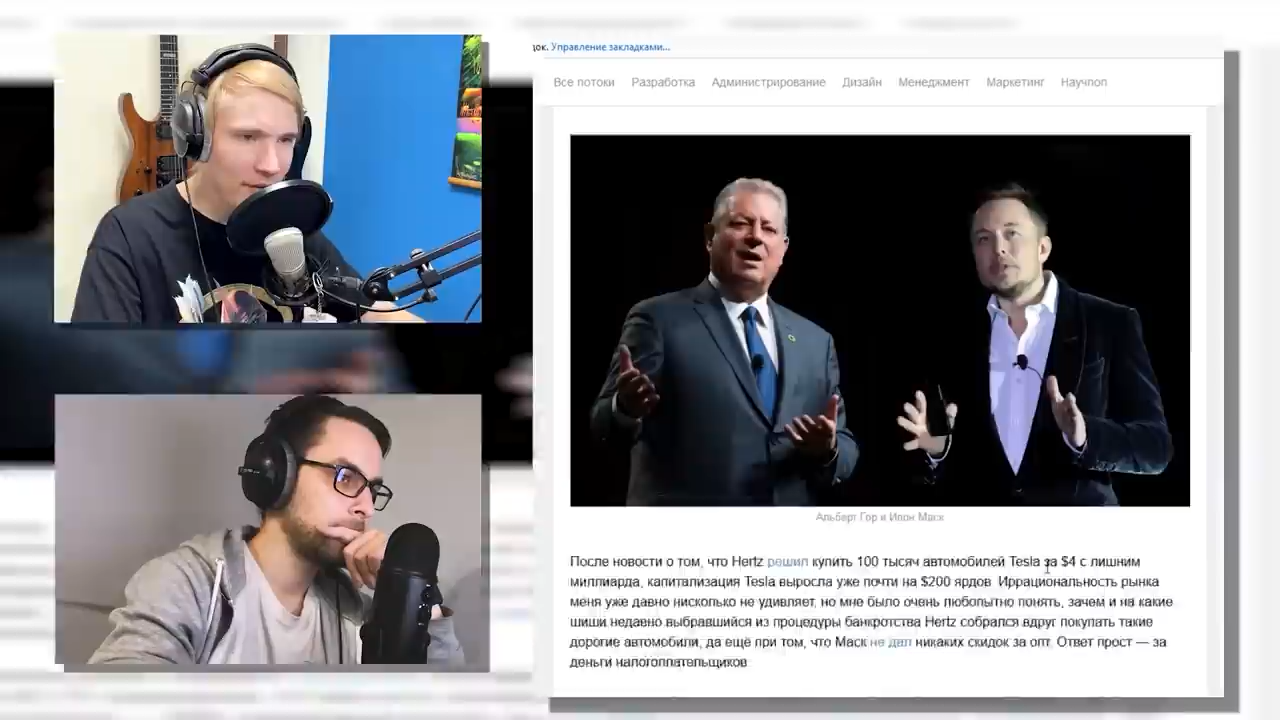 док. Управление закладками...
Все потоки Разработка Администрирование Дизайн Менеджмент Маркетинг Научпоп
Альберт Гор и Илон Маск
После новости о том, что Hertz решил купить 100 тысяч автомобилей Tesla за $4 с лишним
миллиарда, капитализация Tesla выросла уже почти на $200 ярдов. Иррациональность рынка
меня уже давно нисколько не удивляет, но мне было очень любопытно понять, зачем и на какие
шиши недавно выбравшийся из процедуры банкротства Hertz собрался вдруг покупать такие
дорогие автомобили, да ещё при том, что Маск не дал никаких скидок за опт. Ответ прост — за
деньги налогоплательщиков